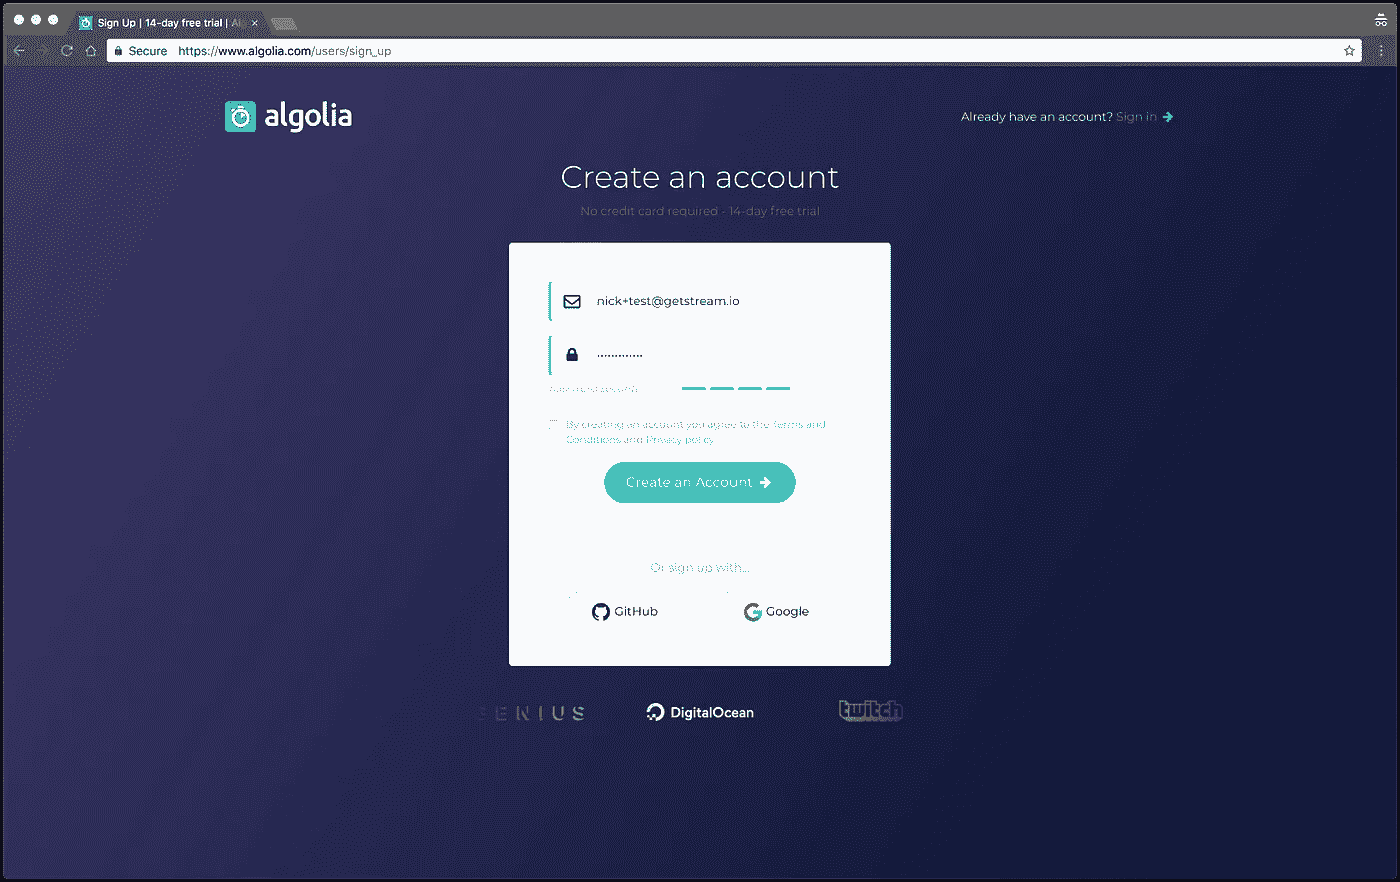 Sign Up | 14-day free trial | Al
Secure https://www.algolia.com/users/sign_up
algolia
Already have an account? Sign in
Create an account
No credit card required - 14-day free trial
nick+test@getstream.io
By creating an account you agree to the Terms and
Conditions and Privacy policy
Create an Account
Or sign up with...
GitHub Google
ENIUS DigitalOcean twitch